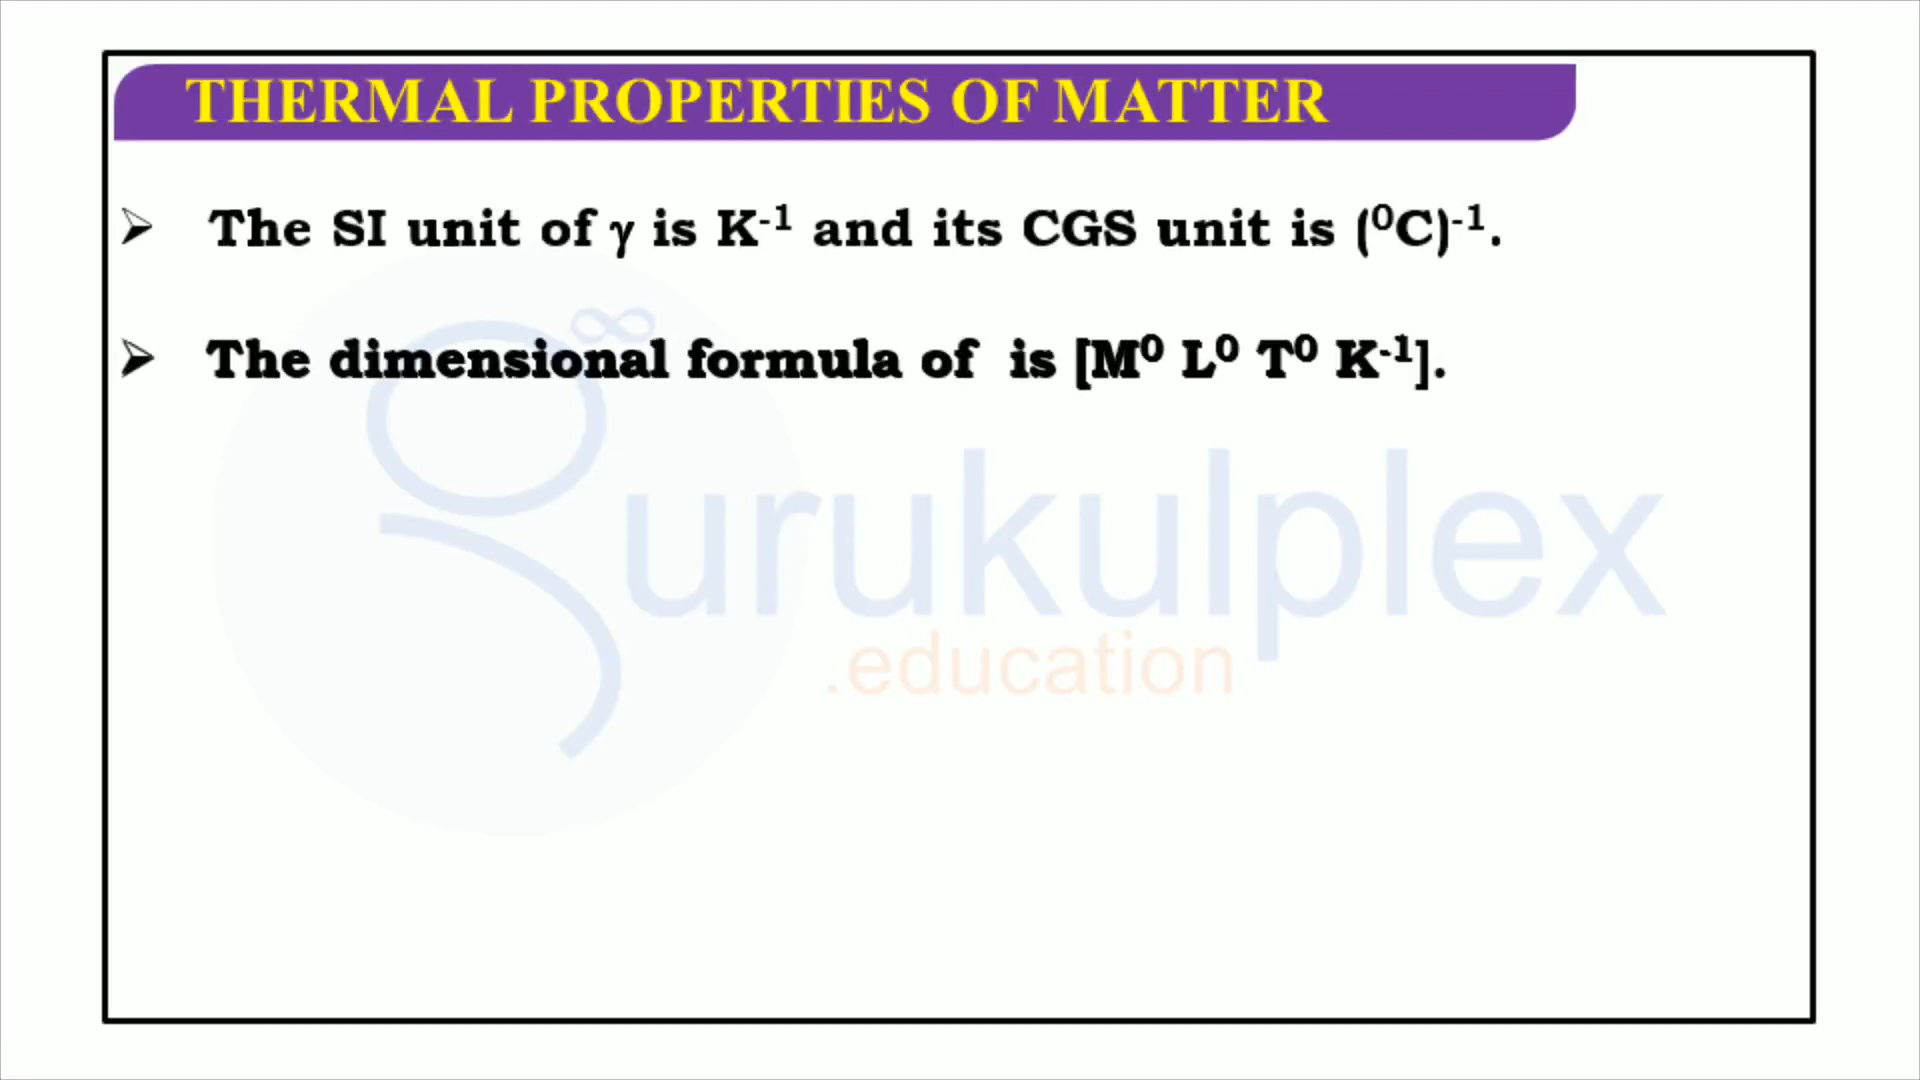 THERMAL PROPERTIES OF MATTER
➢ The SI unit of γ is K⁻¹ and its CGS unit is (⁰C)⁻¹.
➢ The dimensional formula of  is [M⁰ L⁰ T⁰ K⁻¹].
gurukulplex
.education